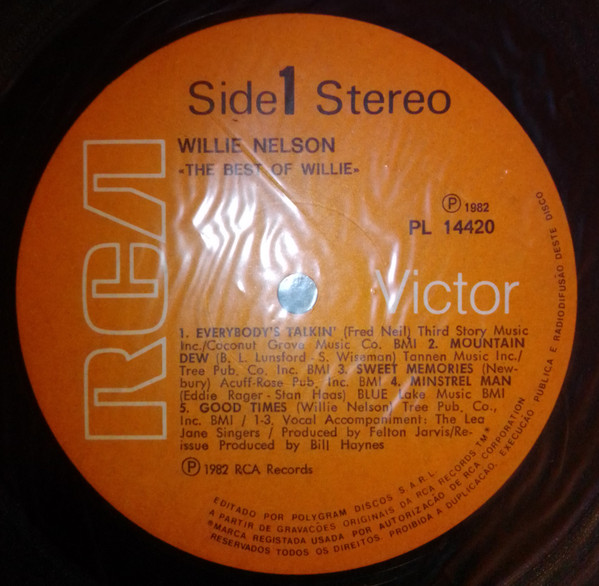 Side 1 Stereo
WILLIE NELSON
-THE BEST OF WILLIE-
Ⓟ 1982
PL 14420
RCA
Victor
1. EVERYBODY'S TALKIN' (Fred Neil) Third Story Music
Inc./Coconut Grove Music Co. BMI 2. MOUNTAIN
DEW (B. L. Lunsford - S. Wiseman) Tannen Music Inc./
Tree Pub. Co. Inc. BMI 3. SWEET MEMORIES (New-
bury) Acuff-Rose Pub. Inc. BMI 4. MINSTREL MAN
(Eddie Rager - Stan Haas) BLUE Lake Music BMI
5. GOOD TIMES (Willie Nelson) Tree Pub. Co.,
Inc. BMI / 1-3, Vocal Accompaniment: The Lea
Jane Singers / Produced by Felton Jarvis/Re-
issue Produced by Bill Haynes
Ⓟ 1982 RCA Records
EDITADO POR POLYGRAM DISCOS S.A.R.L.
A PARTIR DE GRAVAÇÕES ORIGINAIS DA RCA RECORDS TM*
*MARCA REGISTADA USADA POR AUTORIZAÇÃO DE RCA CORPORATION
RESERVADOS TODOS OS DIREITOS. PROIBIDA A DUPLICAÇÃO, EXECUÇÃO PUBLICA E RADIODIFUSÃO DESTE DISCO